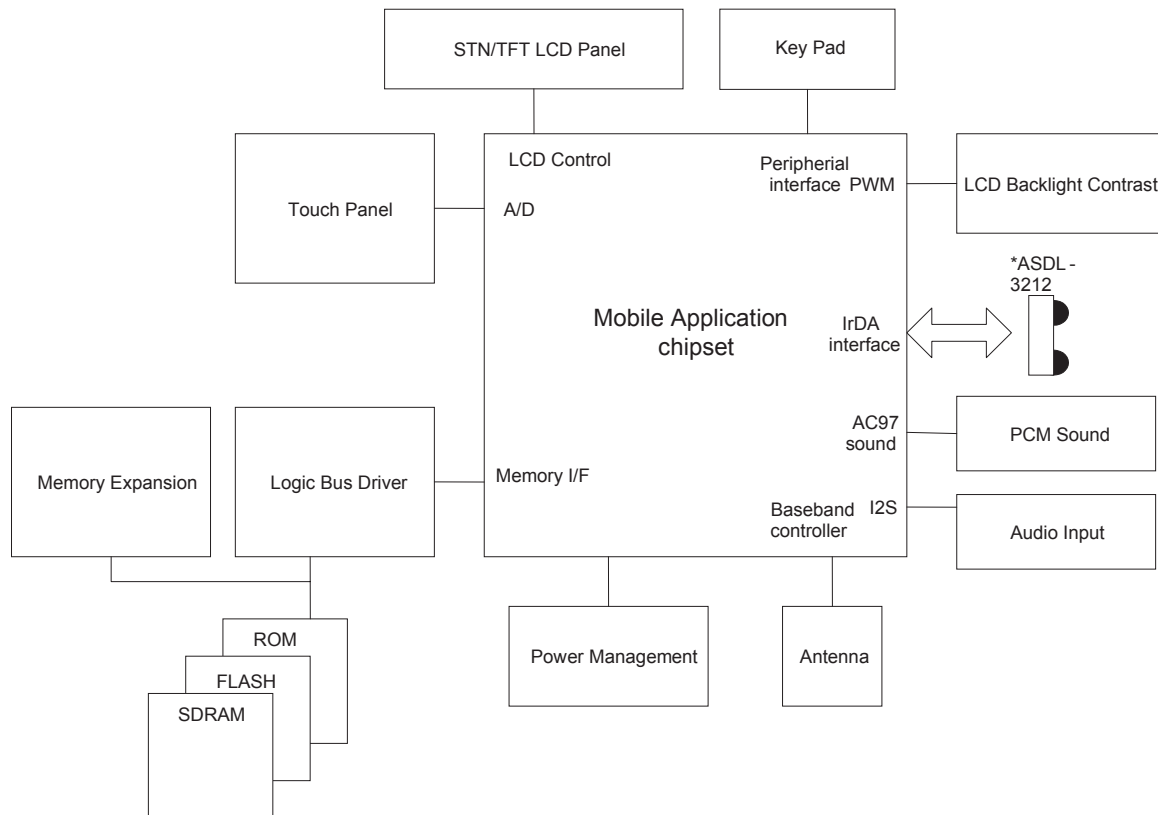 STN/TFT LCD Panel
Key Pad
LCD Control
Peripherial
interface PWM
LCD Backlight Contrast
Touch Panel
A/D
*ASDL -
3212
Mobile Application
chipset
IrDA
interface
AC97
sound
PCM Sound
Memory Expansion
Logic Bus Driver
Memory I/F
Baseband
controller
I2S
Audio Input
ROM
FLASH
SDRAM
Power Management
Antenna